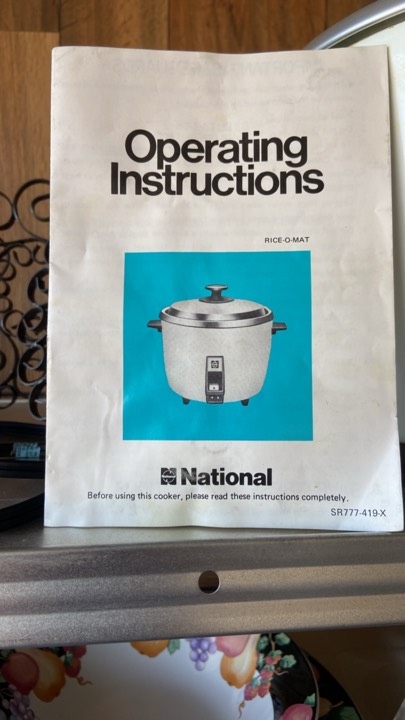 Operating
Instructions
RICE-O-MAT
National
Before using this cooker, please read these instructions completely.
SR777-419-X